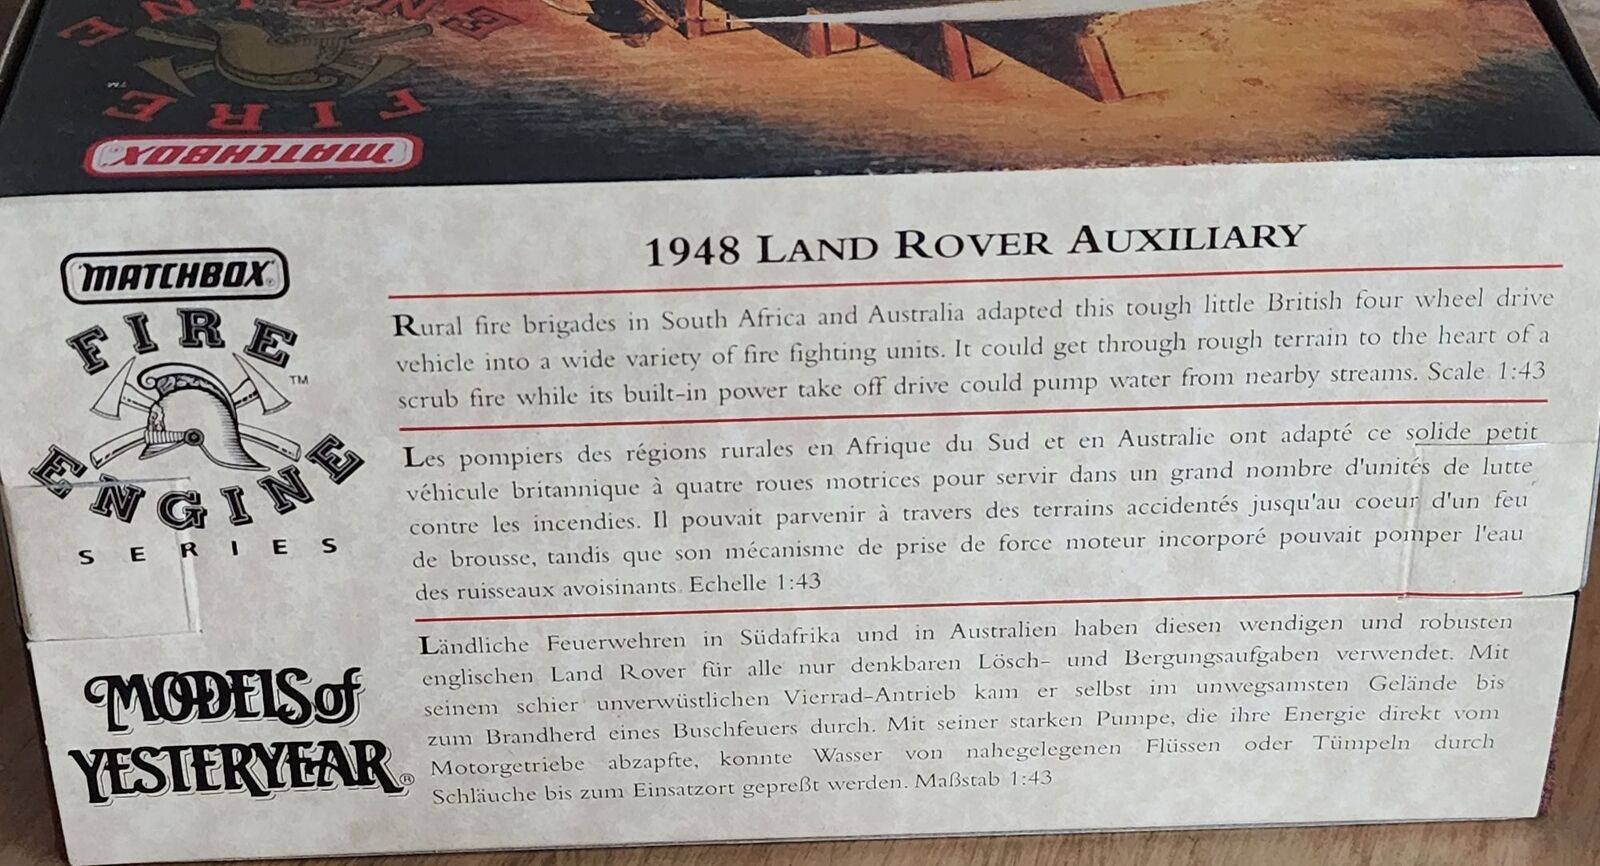 ENGINE
FIRE
™
MATCHBOX®
MATCHBOX®
FIRE
™
ENGINE
SERIES
MODELS of
YESTERYEAR®
1948 LAND ROVER AUXILIARY
Rural fire brigades in South Africa and Australia adapted this tough little British four wheel drive
vehicle into a wide variety of fire fighting units. It could get through rough terrain to the heart of a
scrub fire while its built-in power take off drive could pump water from nearby streams. Scale 1:43
Les pompiers des régions rurales en Afrique du Sud et en Australie ont adapté ce solide petit
véhicule britannique à quatre roues motrices pour servir dans un grand nombre d'unités de lutte
contre les incendies. Il pouvait parvenir à travers des terrains accidentés jusqu'au coeur d'un feu
de brousse, tandis que son mécanisme de prise de force moteur incorporé pouvait pomper l'eau
des ruisseaux avoisinants. Echelle 1:43
Ländliche Feuerwehren in Südafrika und in Australien haben diesen wendigen und robusten
englischen Land Rover für alle nur denkbaren Lösch- und Bergungsaufgaben verwendet. Mit
seinem schier unverwüstlichen Vierrad-Antrieb kam er selbst im unwegsamsten Gelände bis
zum Brandherd eines Buschfeuers durch. Mit seiner starken Pumpe, die ihre Energie direkt vom
Motorgetriebe abzapfte, konnte Wasser von nahegelegenen Flüssen oder Tümpeln durch
Schläuche bis zum Einsatzort gepreßt werden. Maßstab 1:43